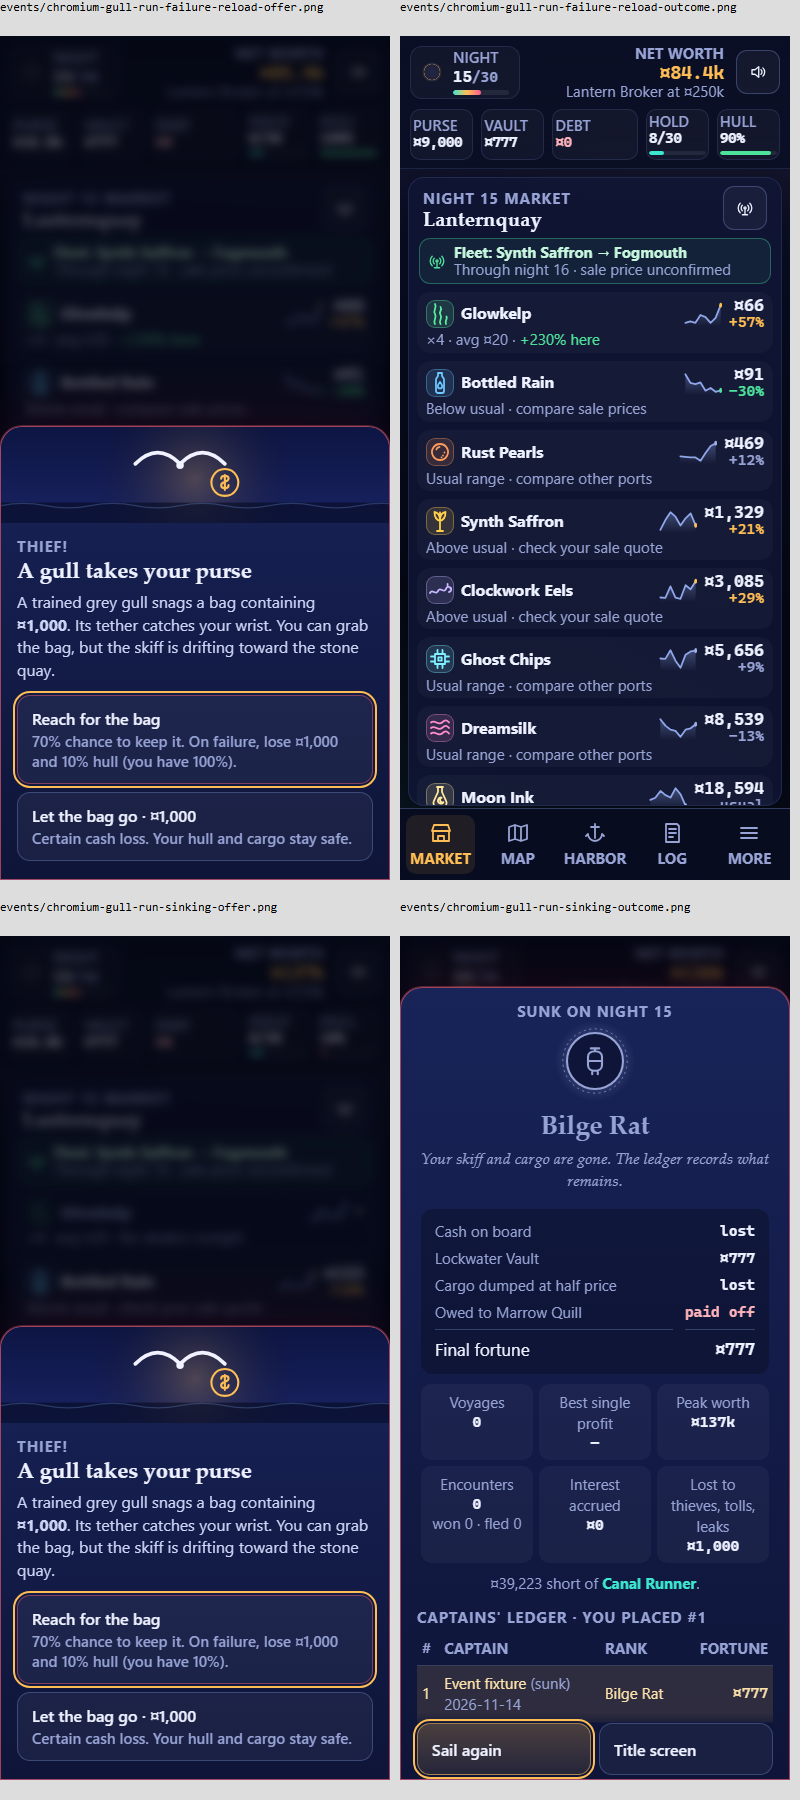 events/chromium-gull-run-failure-reload-offer.png
THIEF!
A gull takes your purse
A trained grey gull snags a bag containing
¤1,000. Its tether catches your wrist. You can grab
the bag, but the skiff is drifting toward the stone
quay.
Reach for the bag
70% chance to keep it. On failure, lose ¤1,000
and 10% hull (you have 100%).
Let the bag go · ¤1,000
Certain cash loss. Your hull and cargo stay safe.
events/chromium-gull-run-failure-reload-outcome.png
NIGHT
15/30
NET WORTH
¤84.4k
Lantern Broker at ¤250k
PURSE
¤9,000
VAULT
¤777
DEBT
¤0
HOLD
8/30
HULL
90%
NIGHT 15 MARKET
Lanternquay
Fleet: Synth Saffron → Fogmouth
Through night 16 · sale price unconfirmed
Glowkelp
¤66
+57%
×4 · avg ¤20 · +230% here
Bottled Rain
¤91
−30%
Below usual · compare sale prices
Rust Pearls
¤469
+12%
Usual range · compare other ports
Synth Saffron
¤1,329
+21%
Above usual · check your sale quote
Clockwork Eels
¤3,085
+29%
Above usual · check your sale quote
Ghost Chips
¤5,656
+9%
Usual range · compare other ports
Dreamsilk
¤8,539
−13%
Usual range · compare other ports
Moon Ink
¤18,594
MARKET
MAP
HARBOR
LOG
MORE
events/chromium-gull-run-sinking-offer.png
THIEF!
A gull takes your purse
A trained grey gull snags a bag containing
¤1,000. Its tether catches your wrist. You can grab
the bag, but the skiff is drifting toward the stone
quay.
Reach for the bag
70% chance to keep it. On failure, lose ¤1,000
and 10% hull (you have 10%).
Let the bag go · ¤1,000
Certain cash loss. Your hull and cargo stay safe.
events/chromium-gull-run-sinking-outcome.png
SUNK ON NIGHT 15
Bilge Rat
Your skiff and cargo are gone. The ledger records what
remains.
Cash on board lost
Lockwater Vault ¤777
Cargo dumped at half price lost
Owed to Marrow Quill paid off
Final fortune ¤777
Voyages
0
Best single
profit
—
Peak worth
¤137k
Encounters
0
won 0 · fled 0
Interest
accrued
¤0
Lost to
thieves, tolls,
leaks
¤1,000
¤39,223 short of Canal Runner.
CAPTAINS' LEDGER · YOU PLACED #1
# CAPTAIN RANK FORTUNE
1 Event fixture (sunk) Bilge Rat ¤777
2026-11-14
Sail again
Title screen